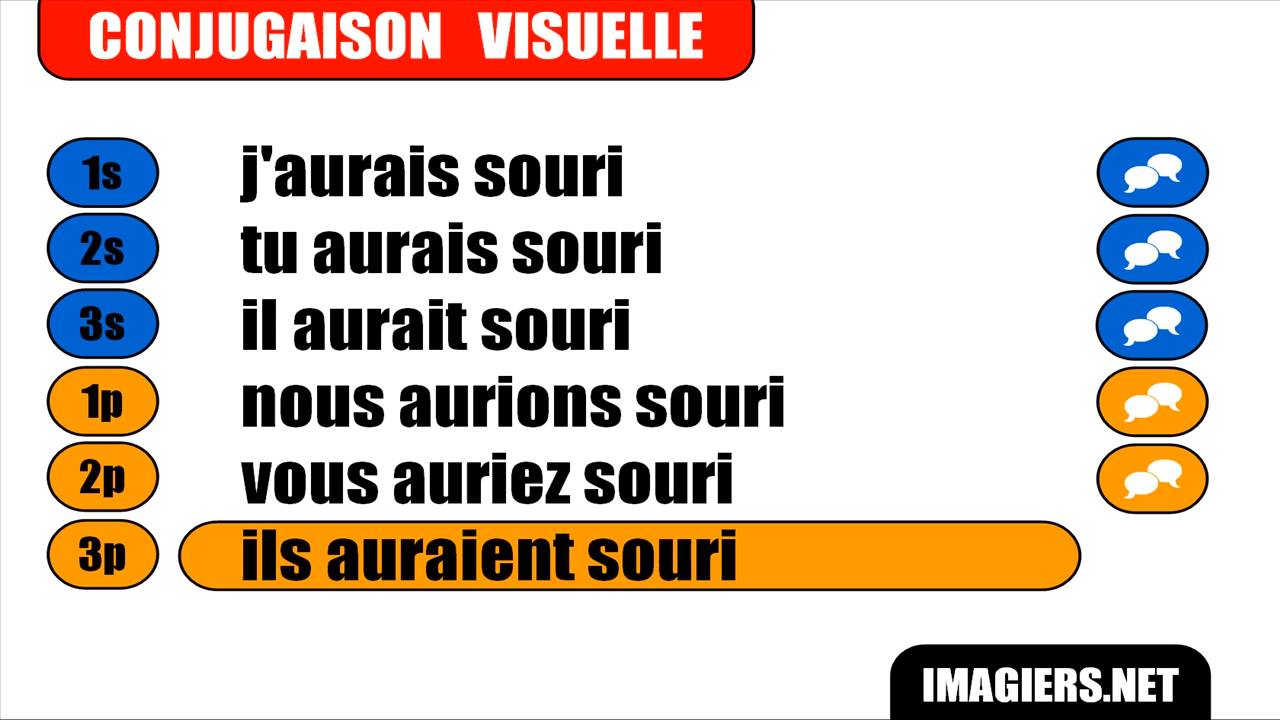 CONJUGAISON VISUELLE
1s j'aurais souri
2s tu aurais souri
3s il aurait souri
1p nous aurions souri
2p vous auriez souri
3p ils auraient souri
IMAGIERS.NET